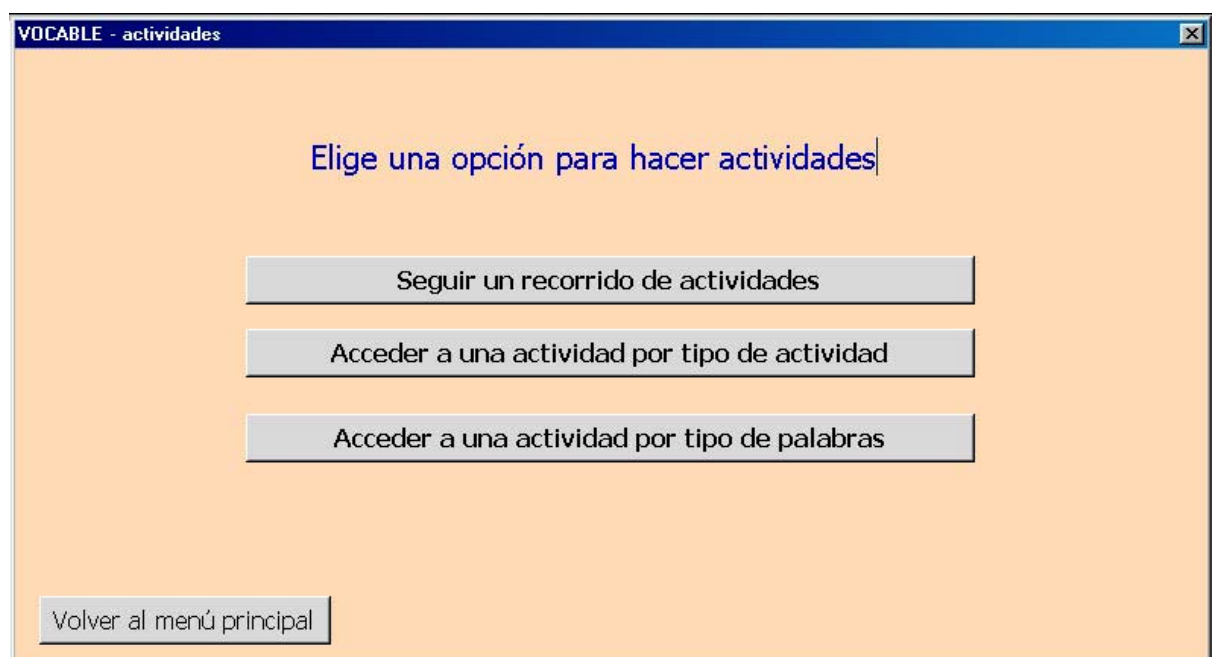 VOCABLE - actividades
Elige una opción para hacer actividades
Seguir un recorrido de actividades
Acceder a una actividad por tipo de actividad
Acceder a una actividad por tipo de palabras
Volver al menú principal